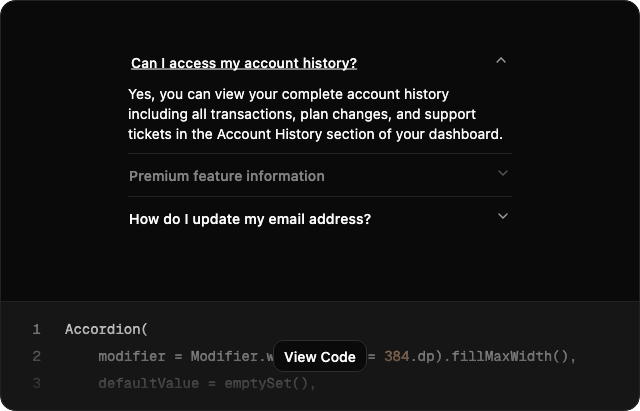 Can I access my account history?
Yes, you can view your complete account history
including all transactions, plan changes, and support
tickets in the Account History section of your dashboard.
Premium feature information
How do I update my email address?
1 Accordion(
2 modifier = Modifier.w = 384.dp).fillMaxWidth(),
View Code
3 defaultValue = emptySet(),